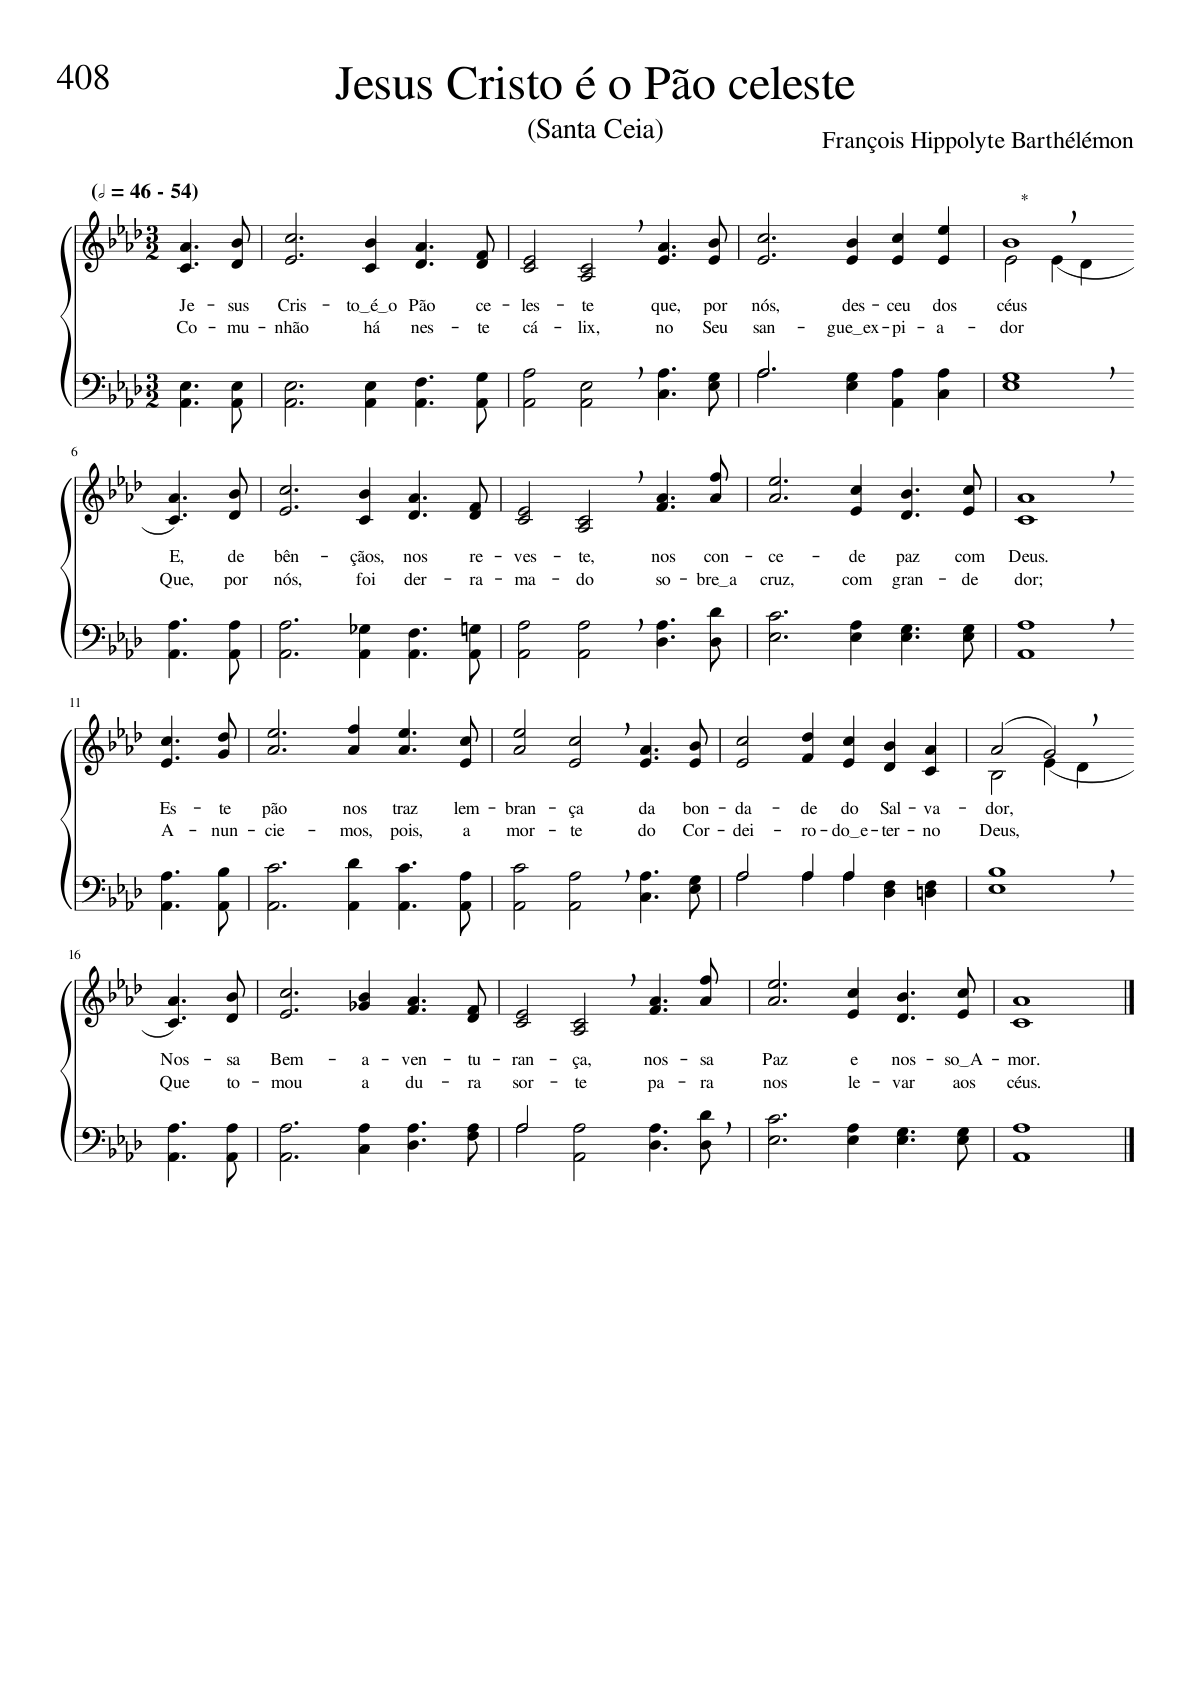 408
Jesus Cristo é o Pão celeste
(Santa Ceia)
François Hippolyte Barthélémon
(𝅗𝅥 = 46 - 54)
*
Je - sus Cris - to_é_o Pão ce - les - te que, por nós, des - ceu dos céus
Co - mu - nhão há nes - te cá - lix, no Seu san - gue_ex - pi - a - dor
6
E, de bên - çãos, nos re - ves - te, nos con - ce - de paz com Deus.
Que, por nós, foi der - ra - ma - do so - bre_a cruz, com gran - de dor;
11
Es - te pão nos traz lem - bran - ça da bon - da - de do Sal - va - dor,
A - nun - cie - mos, pois, a mor - te do Cor - dei - ro - do_e - ter - no Deus,
16
Nos - sa Bem - a - ven - tu - ran - ça, nos - sa Paz e nos - so_A - mor.
Que to - mou a du - ra sor - te pa - ra nos le - var aos céus.